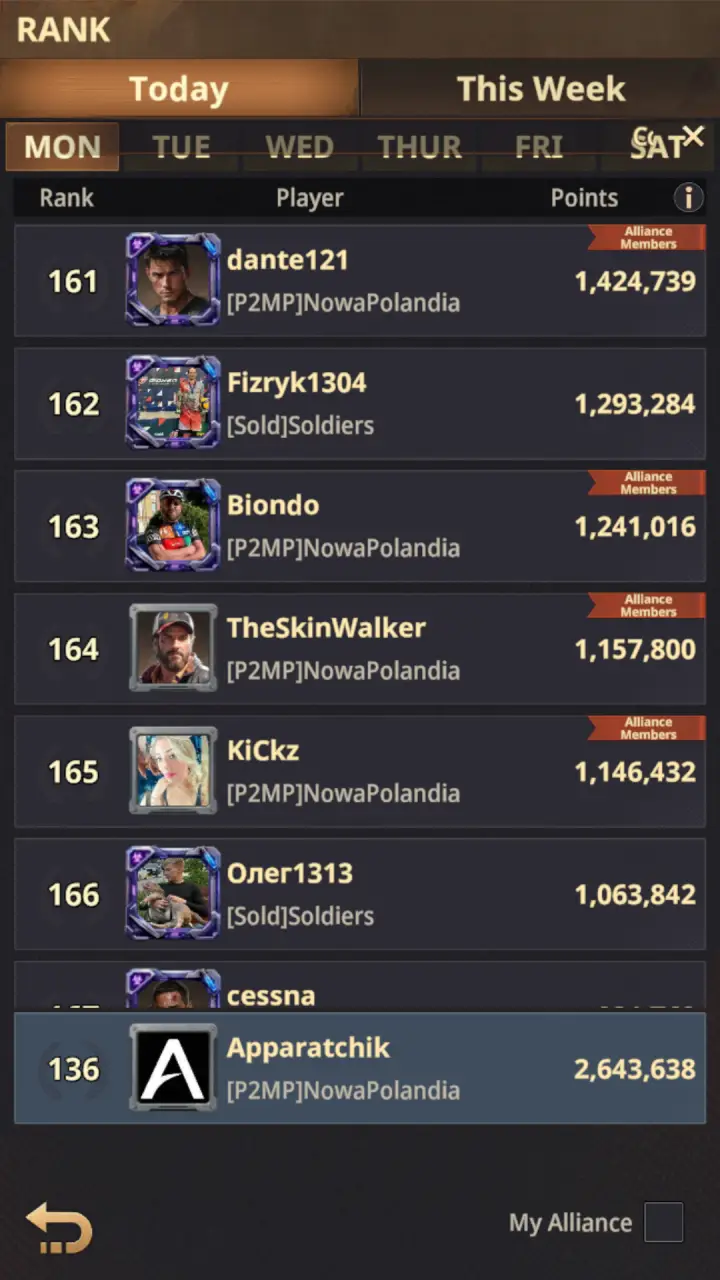 RANK
Today
This Week
MON
TUE
WED
THUR
FRI
SAT
Rank
Player
Points
Alliance
Members
161
dante121
[P2MP]NowaPolandia
1,424,739
162
Fizryk1304
[Sold]Soldiers
1,293,284
Alliance
Members
163
Biondo
[P2MP]NowaPolandia
1,241,016
Alliance
Members
164
TheSkinWalker
[P2MP]NowaPolandia
1,157,800
Alliance
Members
165
KiCkz
[P2MP]NowaPolandia
1,146,432
166
Олег1313
[Sold]Soldiers
1,063,842
cessna
136
Apparatchik
[P2MP]NowaPolandia
2,643,638
My Alliance